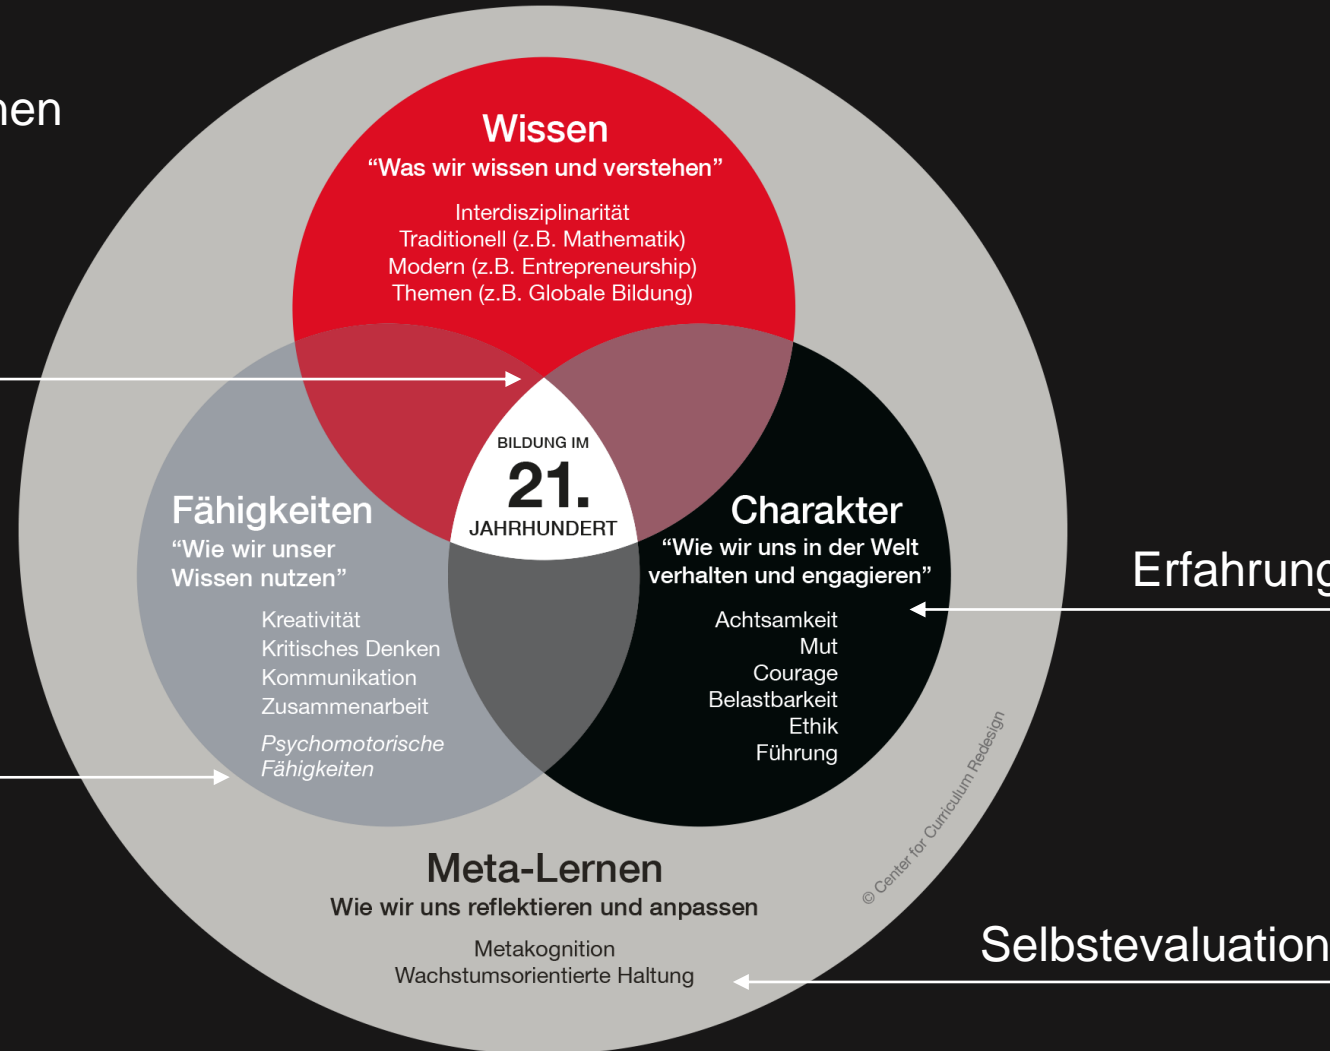 nen
Wissen
“Was wir wissen und verstehen”
Interdisziplinarität
Traditionell (z.B. Mathematik)
Modern (z.B. Entrepreneurship)
Themen (z.B. Globale Bildung)
BILDUNG IM
21.
JAHRHUNDERT
Fähigkeiten
“Wie wir unser
Wissen nutzen”
Kreativität
Kritisches Denken
Kommunikation
Zusammenarbeit
Psychomotorische
Fähigkeiten
Charakter
“Wie wir uns in der Welt
verhalten und engagieren”
Achtsamkeit
Mut
Courage
Belastbarkeit
Ethik
Führung
Erfahrung
© Center for Curriculum Redesign
Meta-Lernen
Wie wir uns reflektieren und anpassen
Metakognition
Wachstumsorientierte Haltung
Selbstevaluation